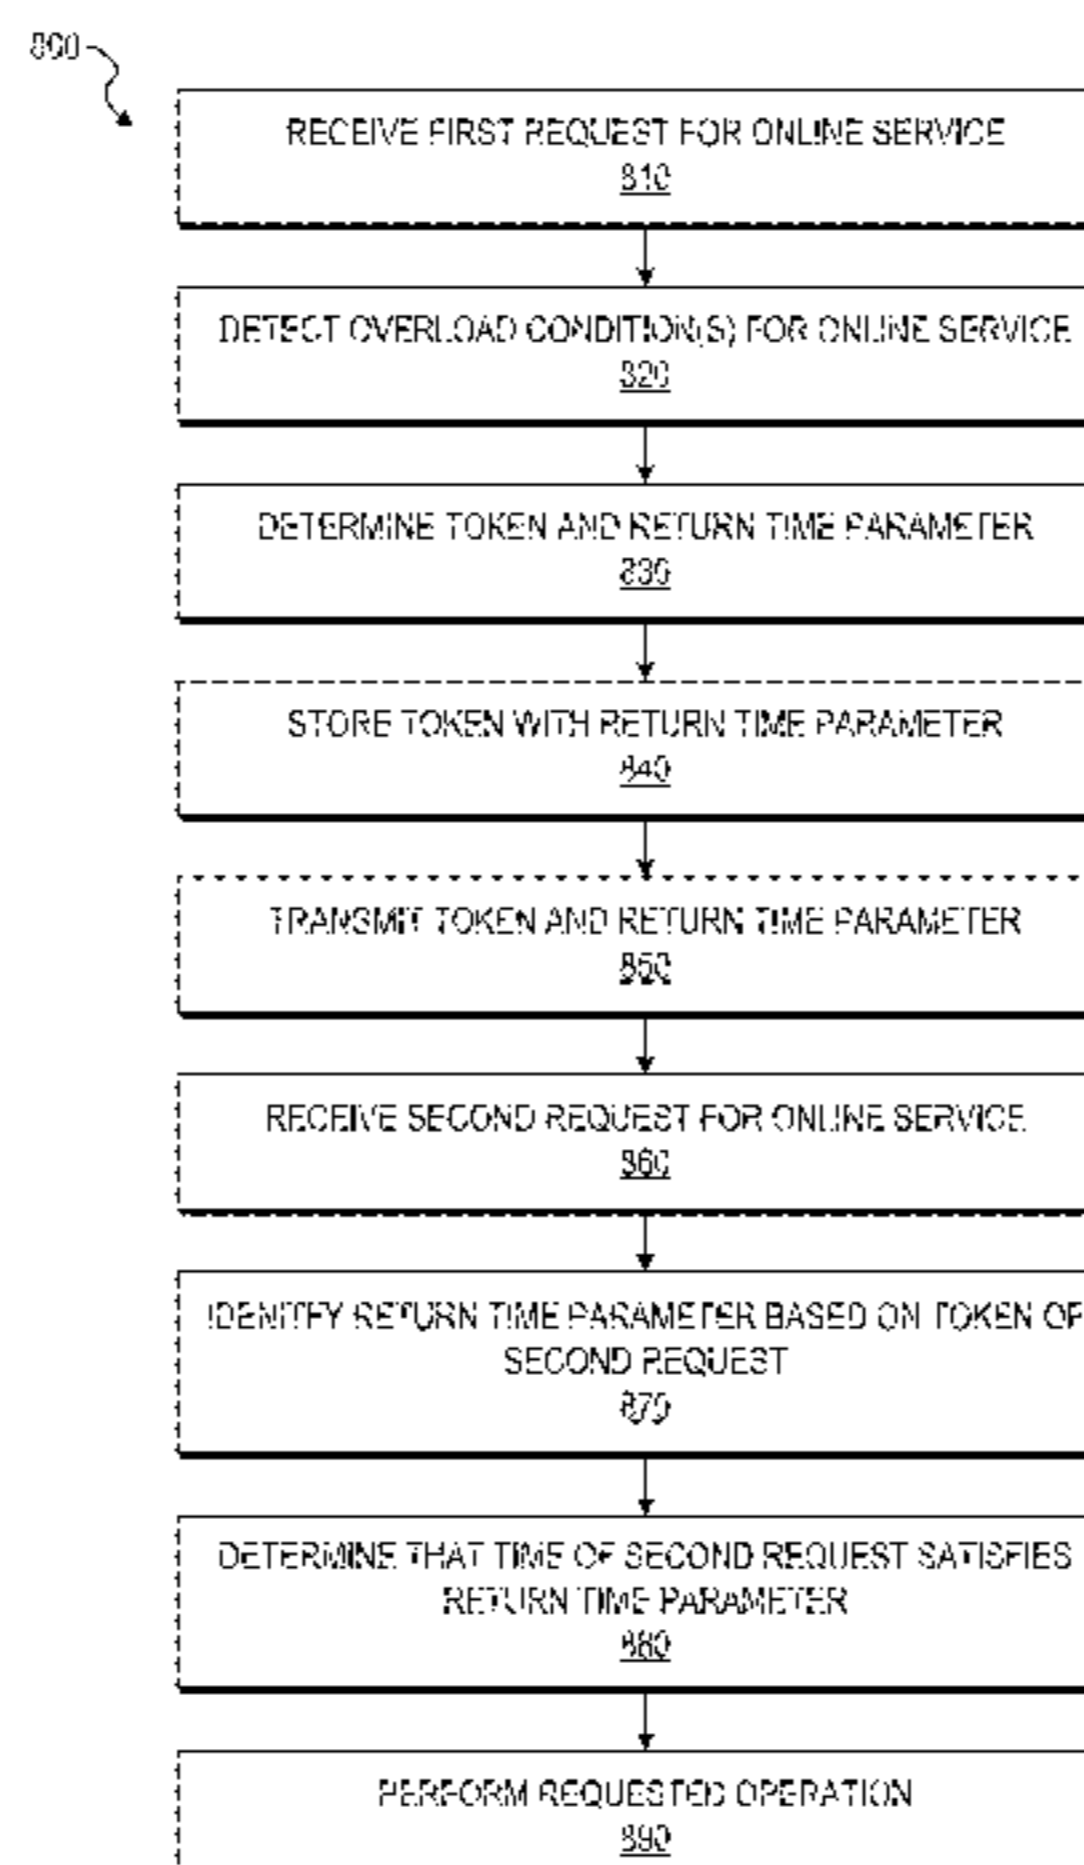 800
RECEIVE FIRST REQUEST FOR ONLINE SERVICE
810
DETECT OVERLOAD CONDITION(S) FOR ONLINE SERVICE
820
DETERMINE TOKEN AND RETURN TIME PARAMETER
830
STORE TOKEN WITH RETURN TIME PARAMETER
840
TRANSMIT TOKEN AND RETURN TIME PARAMETER
850
RECEIVE SECOND REQUEST FOR ONLINE SERVICE
860
IDENITFY RETURN TIME PARAMETER BASED ON TOKEN OF
SECOND REQUEST
870
DETERMINE THAT TIME OF SECOND REQUEST SATISFIES
RETURN TIME PARAMETER
880
PERFORM REQUESTED OPERATION
890